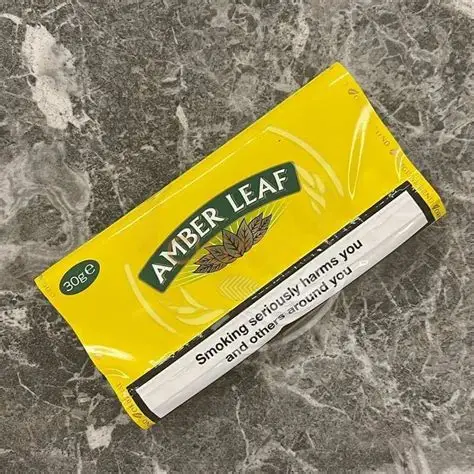 AMBER LEAF
30g e
Smoking seriously harms you
and others around you